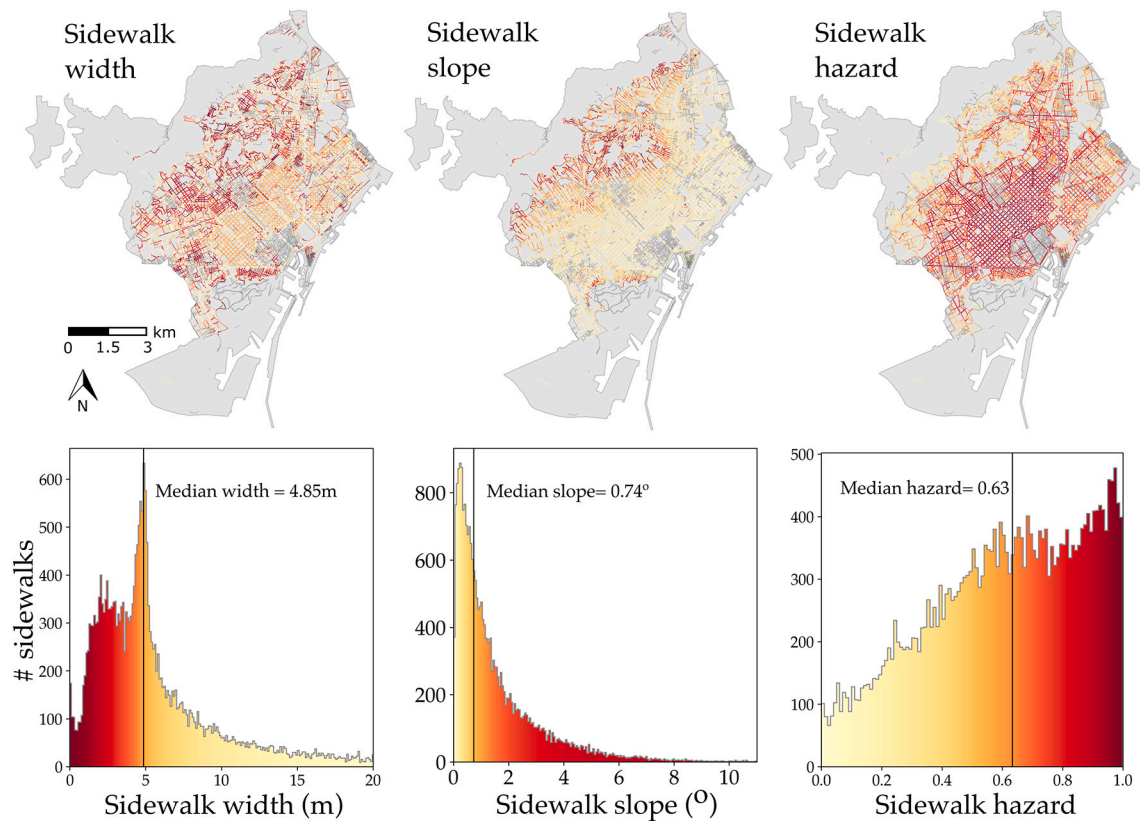 Sidewalk
width
Sidewalk
slope
Sidewalk
hazard
km
0 1.5 3
N
# sidewalks
600
500
400
300
200
100
0
Median width = 4.85m
0 5 10 15 20
Sidewalk width (m)
800
600
400
200
0
Median slope= 0.74º
0 2 4 6 8 10
Sidewalk slope (º)
500
400
300
200
100
0
Median hazard= 0.63
0.0 0.2 0.4 0.6 0.8 1.0
Sidewalk hazard